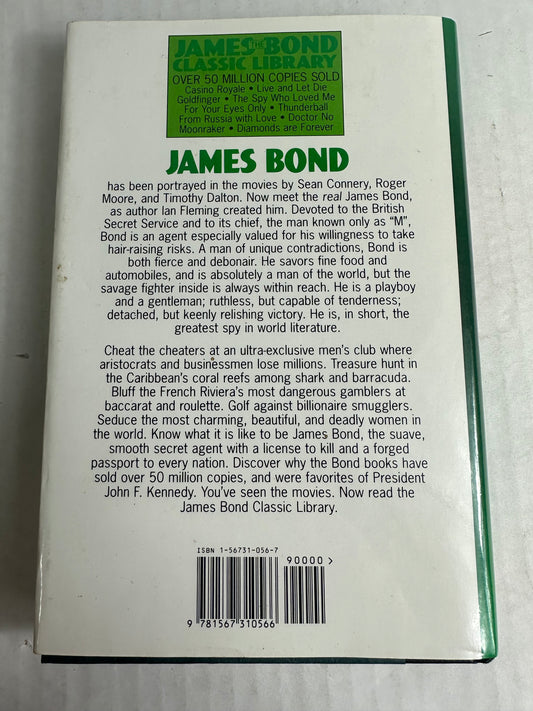 THE
JAMES BOND
CLASSIC LIBRARY
OVER 50 MILLION COPIES SOLD
Casino Royale • Live and Let Die
Goldfinger • The Spy Who Loved Me
For Your Eyes Only • Thunderball
From Russia with Love • Doctor No
Moonraker • Diamonds are Forever
JAMES BOND
has been portrayed in the movies by Sean Connery, Roger
Moore, and Timothy Dalton. Now meet the real James Bond,
as author Ian Fleming created him. Devoted to the British
Secret Service and to its chief, the man known only as “M”,
Bond is an agent especially valued for his willingness to take
hair-raising risks. A man of unique contradictions, Bond is
both fierce and debonair. He savors fine food and
automobiles, and is absolutely a man of the world, but the
savage fighter inside is always within reach. He is a playboy
and a gentleman; ruthless, but capable of tenderness;
detached, but keenly relishing victory. He is, in short, the
greatest spy in world literature.
Cheat the cheaters at an ultra-exclusive men's club where
aristocrats and businessmen lose millions. Treasure hunt in
the Caribbean's coral reefs among shark and barracuda.
Bluff the French Riviera's most dangerous gamblers at
baccarat and roulette. Golf against billionaire smugglers.
Seduce the most charming, beautiful, and deadly women in
the world. Know what it is like to be James Bond, the suave,
smooth secret agent with a license to kill and a forged
passport to every nation. Discover why the Bond books have
sold over 50 million copies, and were favorites of President
John F. Kennedy. You've seen the movies. Now read the
James Bond Classic Library.
ISBN 1-56731-056-7
90000 >
9 781567 310566